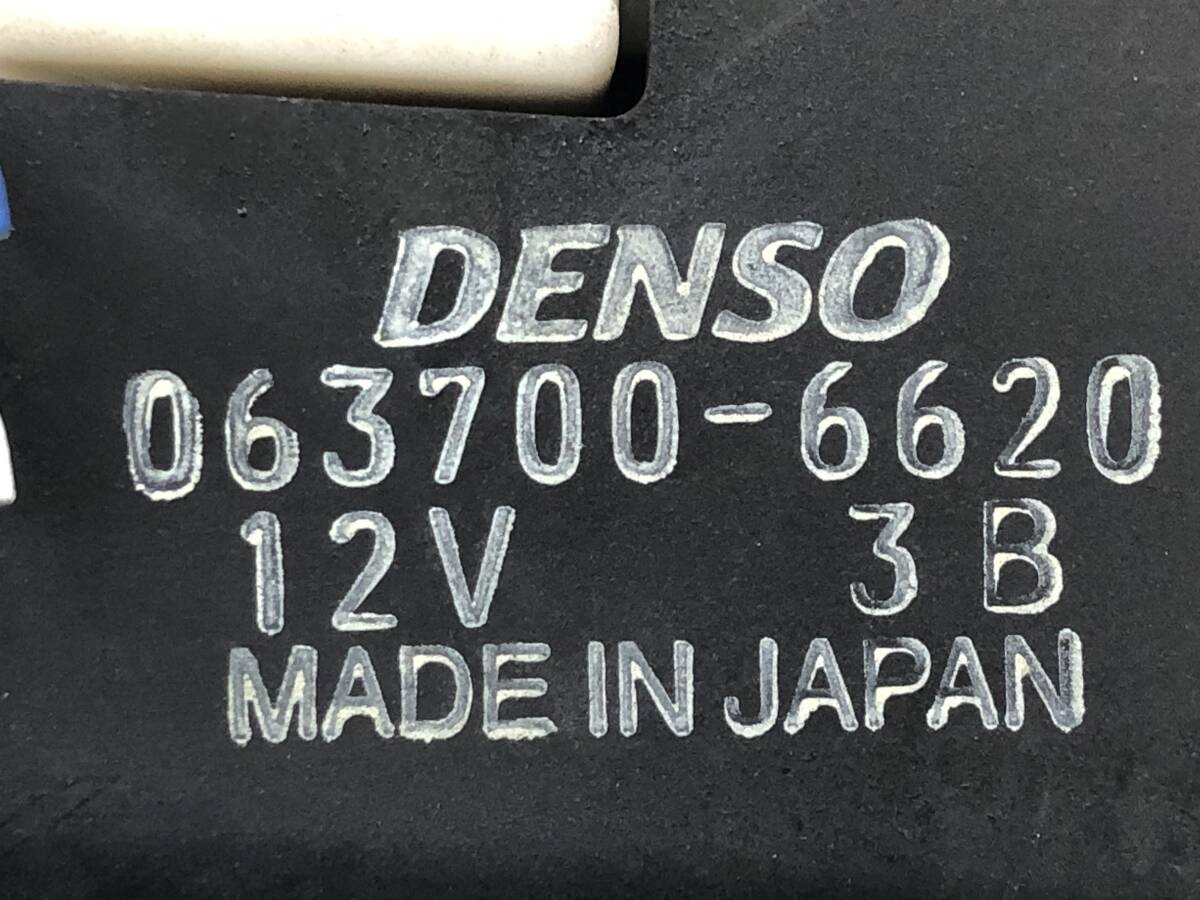 DENSO
063700-6620
12V 3B
MADE IN JAPAN